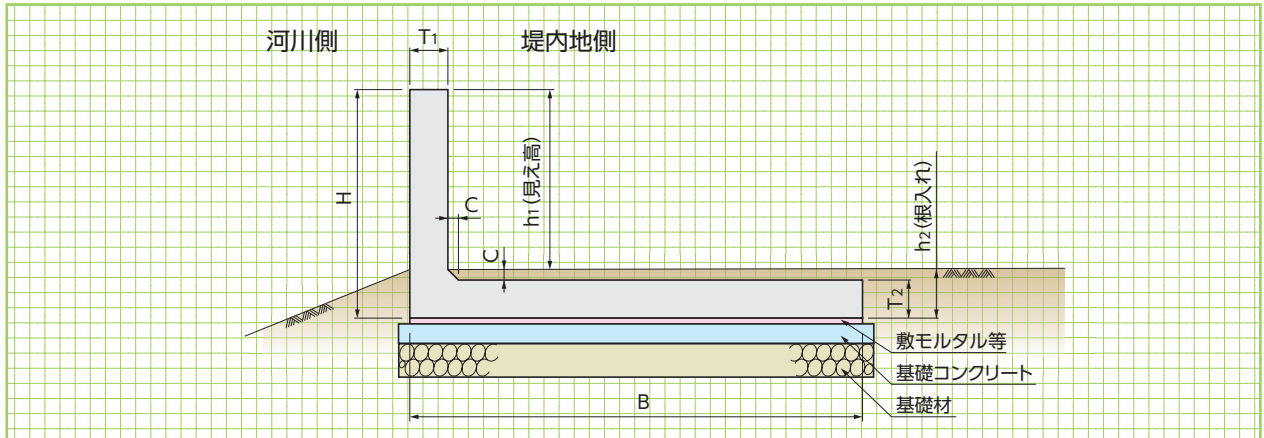 河川側
T1
堤内地側
H
h1(見え高)
C
C
h2(根入れ)
T2
敷モルタル等
基礎コンクリート
基礎材
B